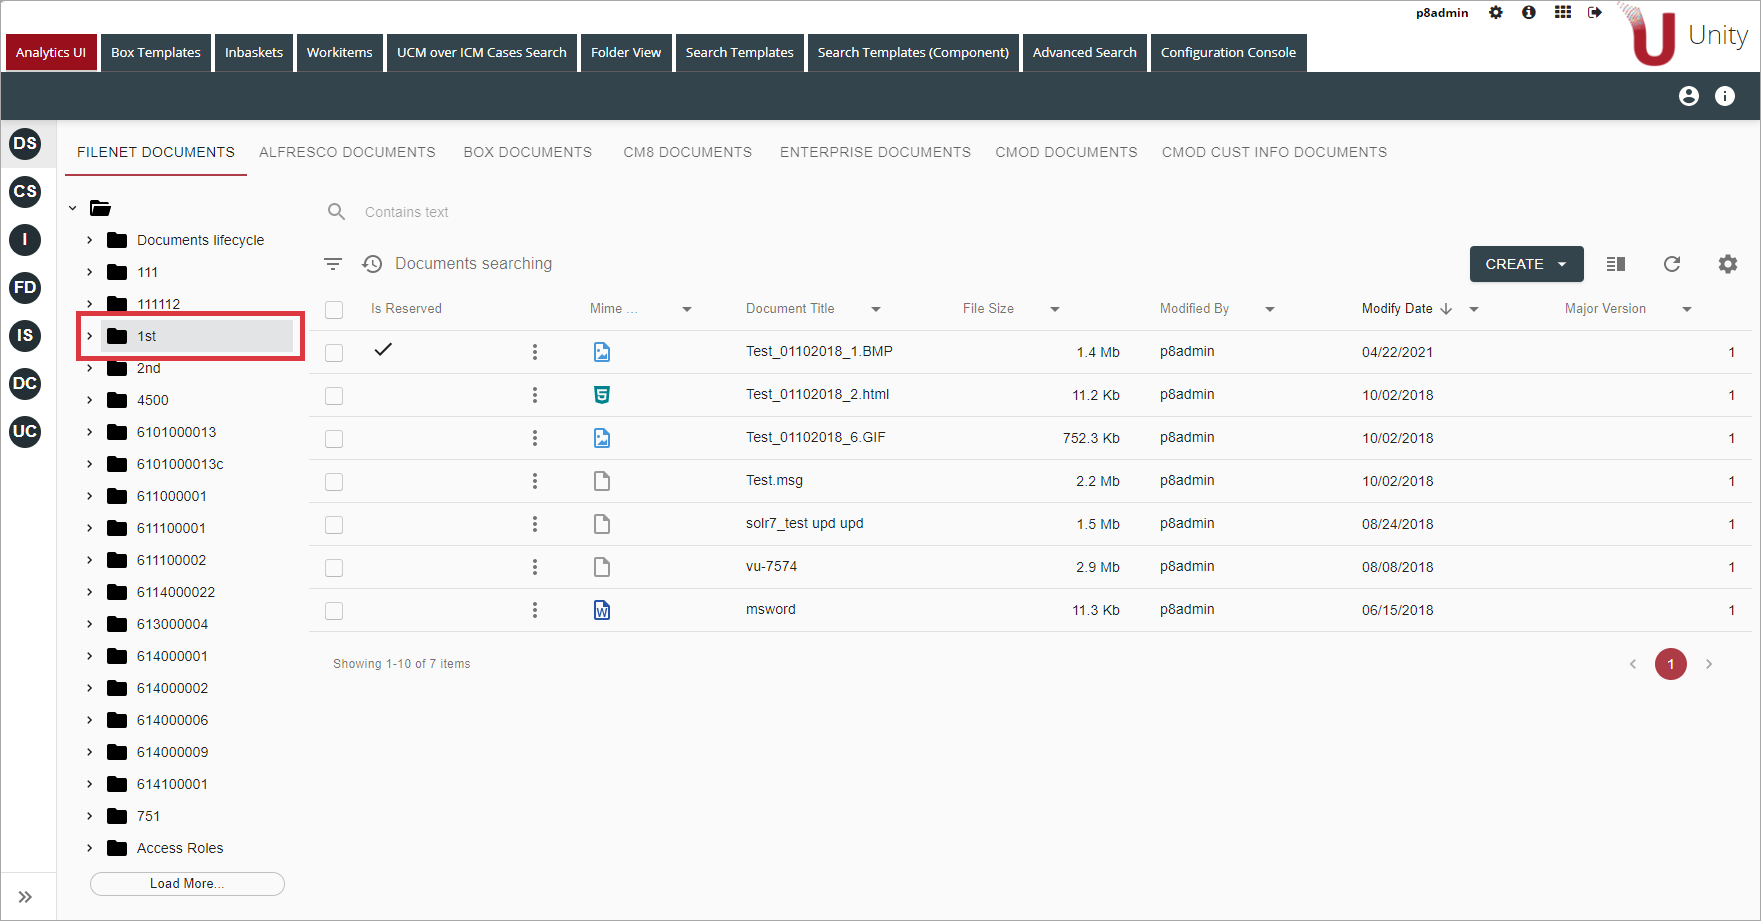 p8admin
Unity
Analytics UI Box Templates Inbaskets Workitems UCM over ICM Cases Search Folder View Search Templates Search Templates (Component) Advanced Search Configuration Console
DS
CS
I
FD
IS
DC
UC
FILENET DOCUMENTS ALFRESCO DOCUMENTS BOX DOCUMENTS CM8 DOCUMENTS ENTERPRISE DOCUMENTS CMOD DOCUMENTS CMOD CUST INFO DOCUMENTS
Documents lifecycle
111
111112
1st
2nd
4500
6101000013
6101000013c
611000001
611100001
611100002
6114000022
613000004
614000001
614000002
614000006
614000009
614100001
751
Access Roles
Load More...
Contains text
Documents searching
CREATE
Is Reserved Mime ... Document Title File Size Modified By Modify Date Major Version
Test_01102018_1.BMP 1.4 Mb p8admin 04/22/2021 1
Test_01102018_2.html 11.2 Kb p8admin 10/02/2018 1
Test_01102018_6.GIF 752.3 Kb p8admin 10/02/2018 1
Test.msg 2.2 Mb p8admin 10/02/2018 1
solr7_test upd upd 1.5 Mb p8admin 08/24/2018 1
vu-7574 2.9 Mb p8admin 08/08/2018 1
msword 11.3 Kb p8admin 06/15/2018 1
Showing 1-10 of 7 items
1